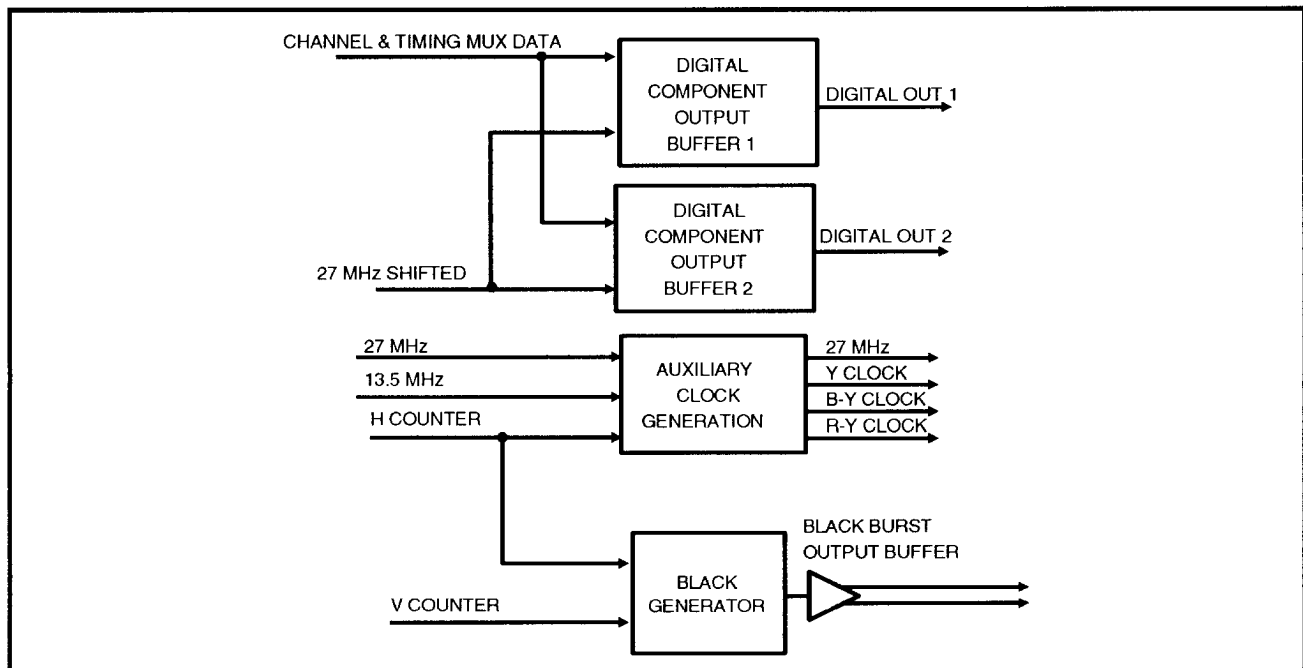 CHANNEL & TIMING MUX DATA
DIGITAL
COMPONENT
OUTPUT
BUFFER 1
DIGITAL OUT 1
DIGITAL
COMPONENT
OUTPUT
BUFFER 2
DIGITAL OUT 2
27 MHz SHIFTED
27 MHz
13.5 MHz
H COUNTER
AUXILIARY
CLOCK
GENERATION
27 MHz
Y CLOCK
B-Y CLOCK
R-Y CLOCK
BLACK BURST
OUTPUT BUFFER
BLACK
GENERATOR
V COUNTER